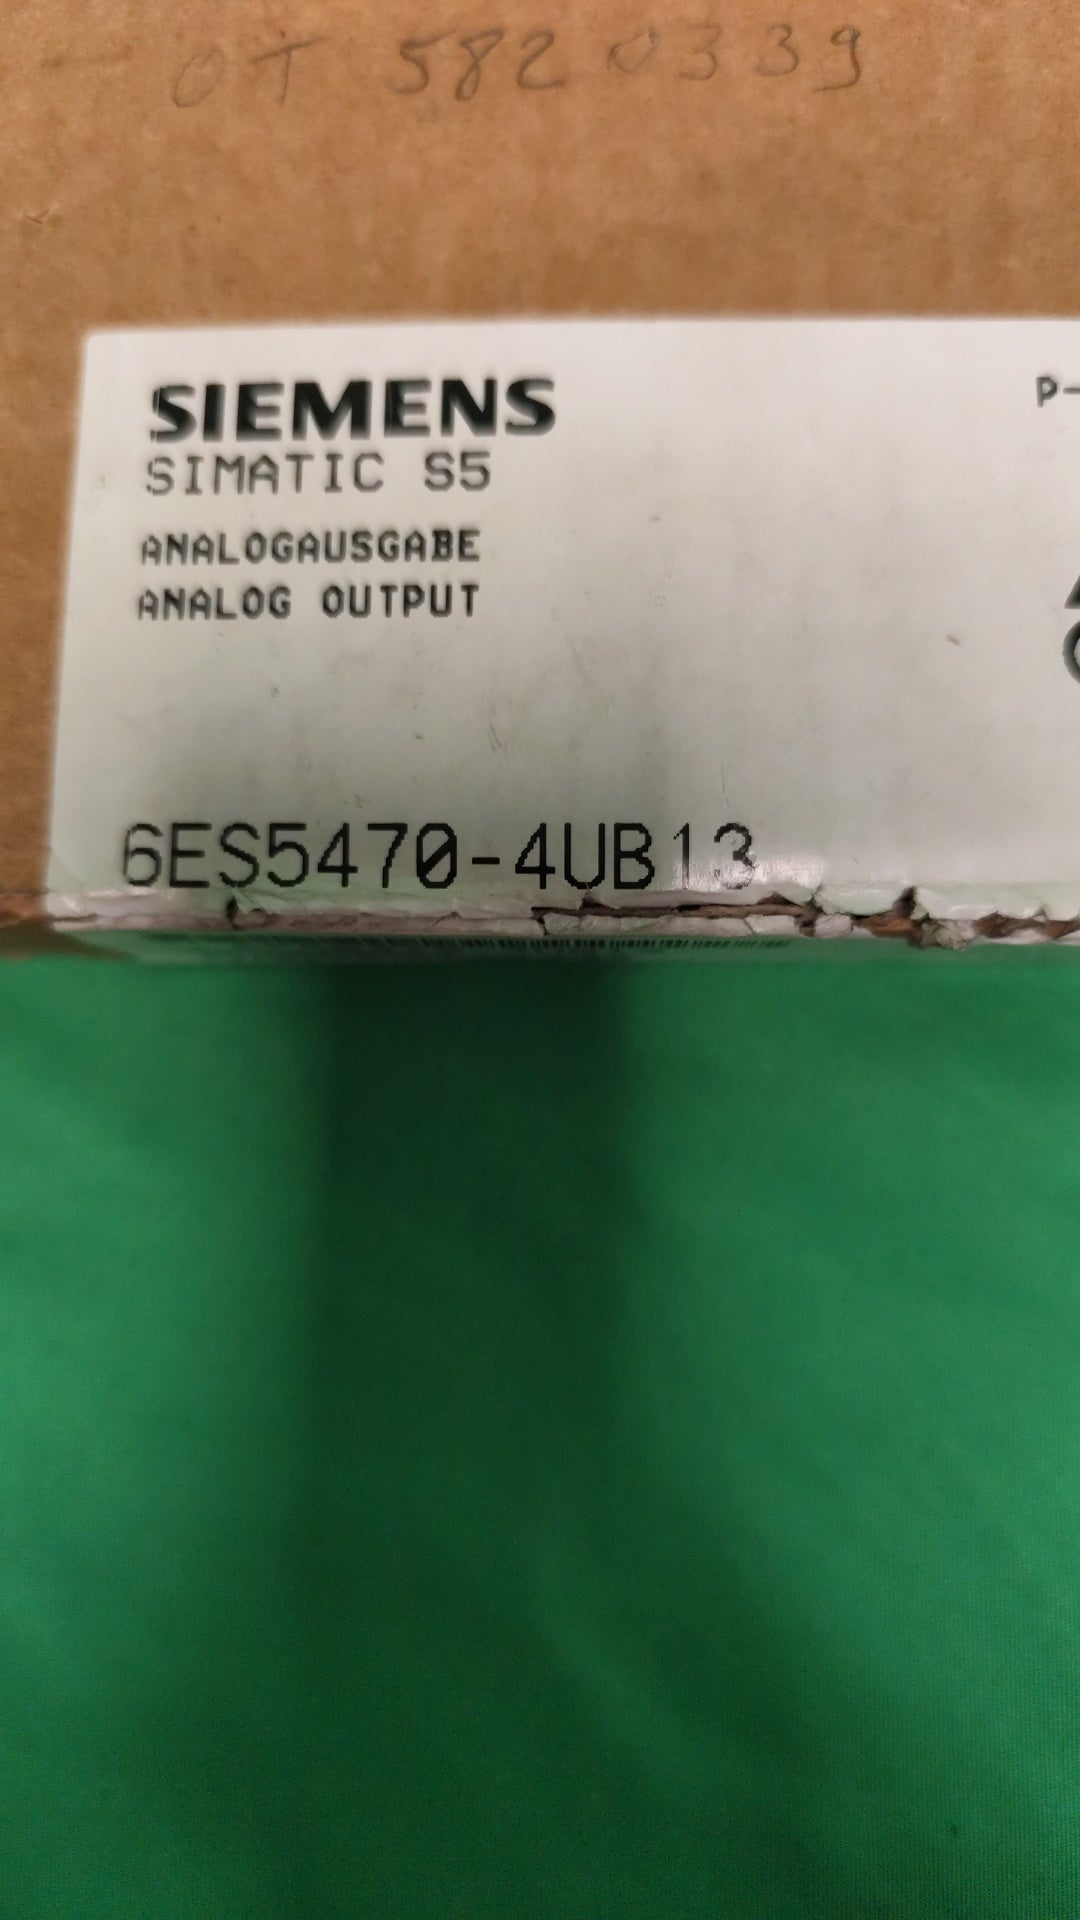 OT 5820339
SIEMENS
P-
SIMATIC S5
ANALOGAUSGABE
ANALOG OUTPUT
6ES5470-4UB13